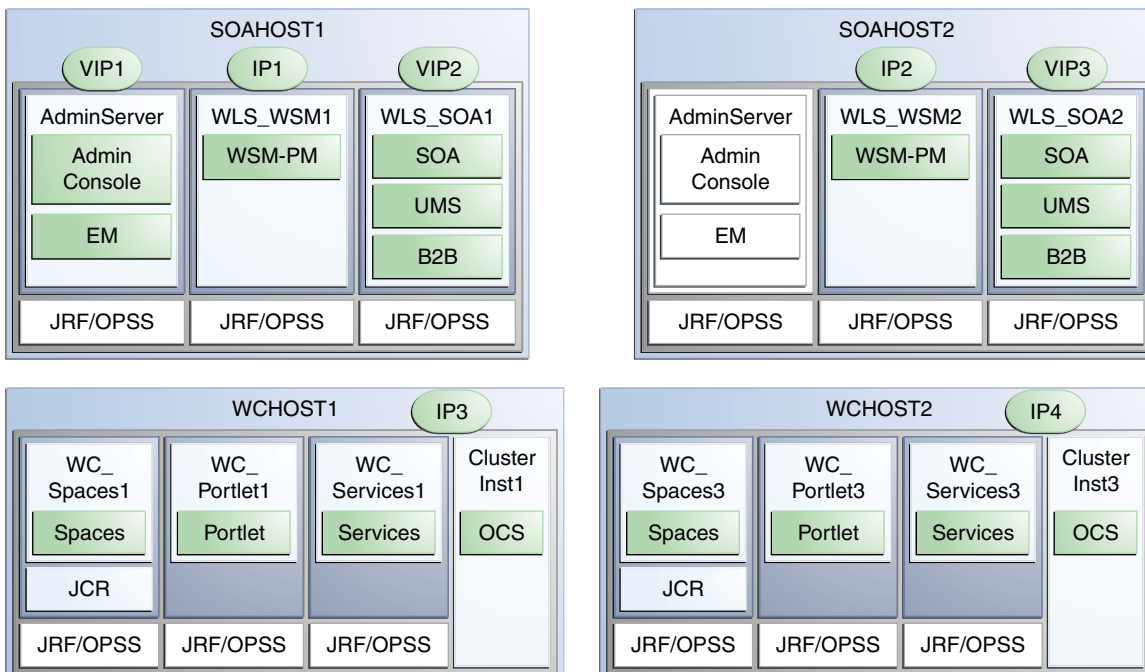 SOAHOST1
VIP1
IP1
VIP2
AdminServer
Admin
Console
EM
WLS_WSM1
WSM-PM
WLS_SOA1
SOA
UMS
B2B
JRF/OPSS
JRF/OPSS
JRF/OPSS
SOAHOST2
IP2
VIP3
AdminServer
Admin
Console
EM
WLS_WSM2
WSM-PM
WLS_SOA2
SOA
UMS
B2B
JRF/OPSS
JRF/OPSS
JRF/OPSS
WCHOST1
IP3
WC_
Spaces1
Spaces
JCR
WC_
Portlet1
Portlet
WC_
Services1
Services
Cluster
Inst1
OCS
JRF/OPSS
JRF/OPSS
JRF/OPSS
WCHOST2
IP4
WC_
Spaces3
Spaces
JCR
WC_
Portlet3
Portlet
WC_
Services3
Services
Cluster
Inst3
OCS
JRF/OPSS
JRF/OPSS
JRF/OPSS